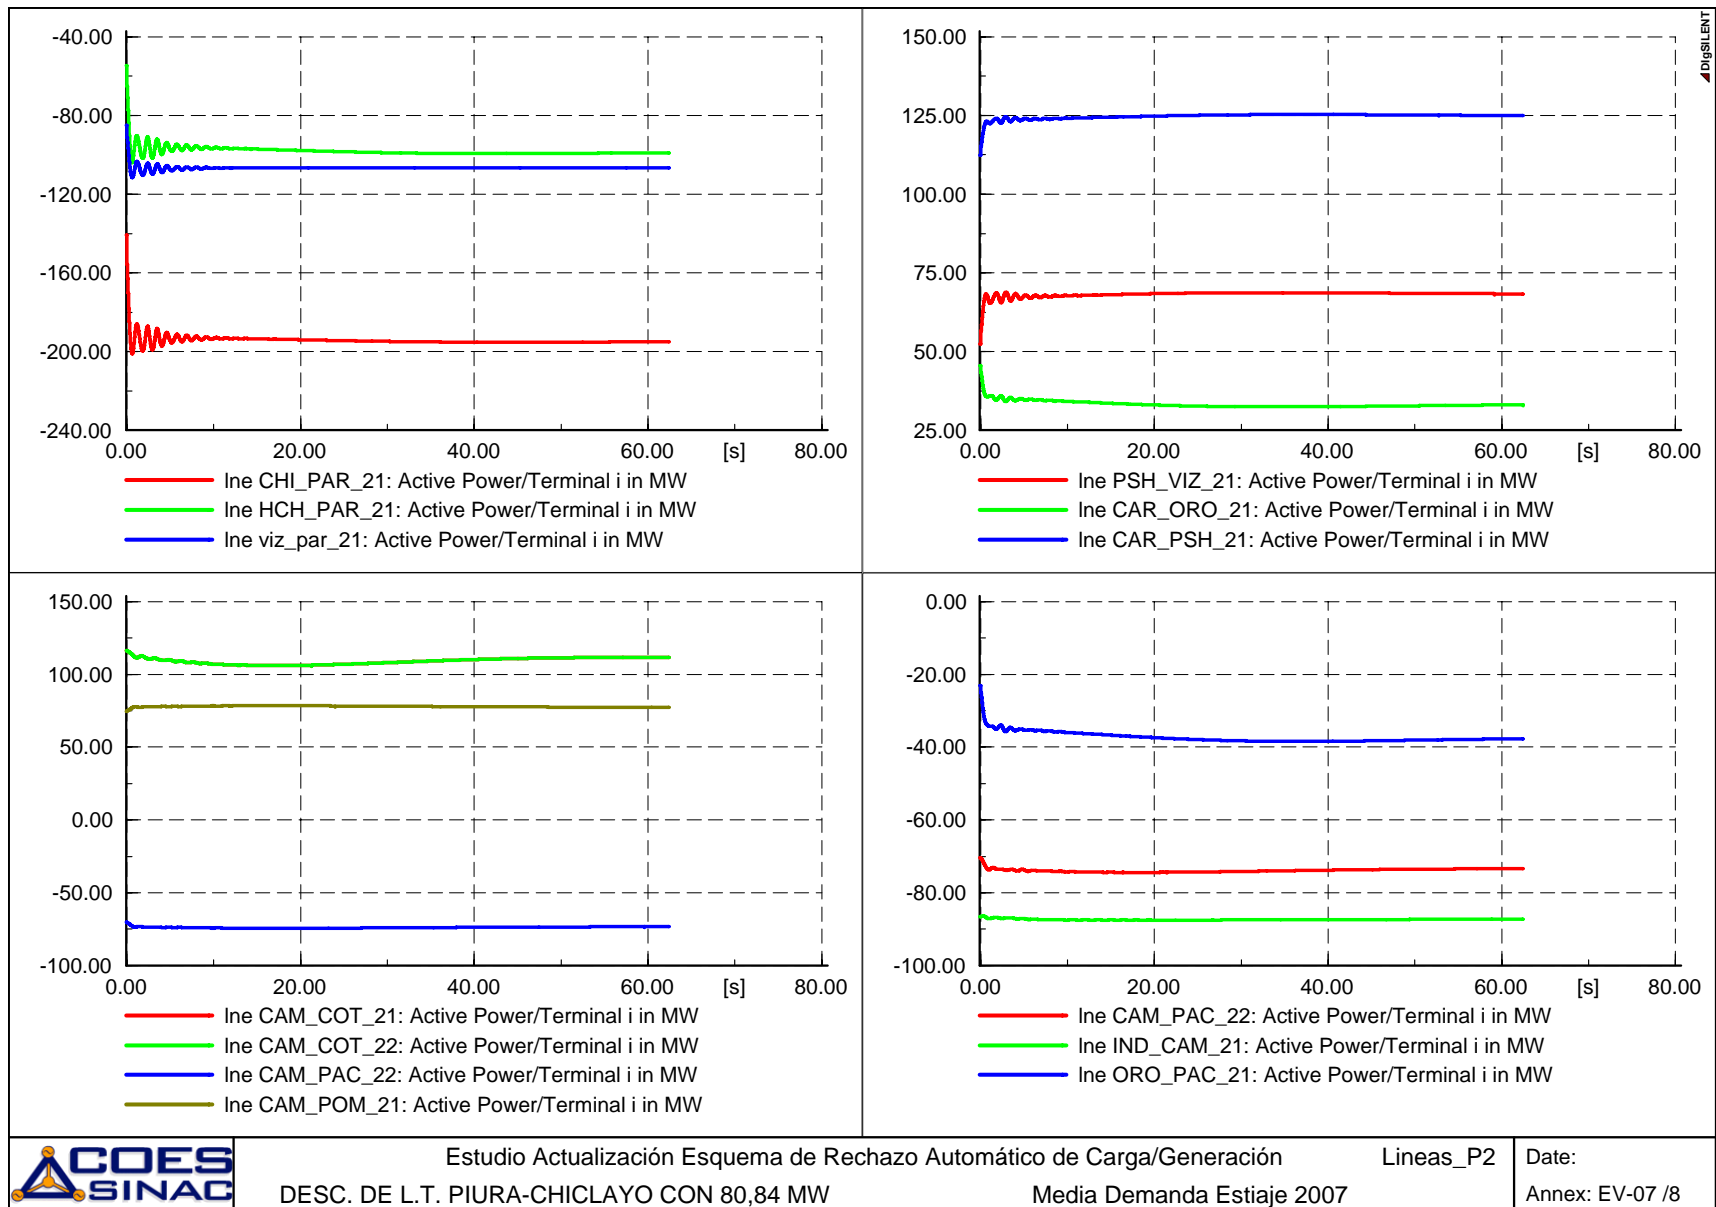 DIgSILENT
-40.00
-80.00
-120.00
-160.00
-200.00
-240.00
0.00 20.00 40.00 60.00 [s] 80.00
lne CHI_PAR_21: Active Power/Terminal i in MW
lne HCH_PAR_21: Active Power/Terminal i in MW
lne viz_par_21: Active Power/Terminal i in MW
150.00
125.00
100.00
75.00
50.00
25.00
0.00 20.00 40.00 60.00 [s] 80.00
lne PSH_VIZ_21: Active Power/Terminal i in MW
lne CAR_ORO_21: Active Power/Terminal i in MW
lne CAR_PSH_21: Active Power/Terminal i in MW
150.00
100.00
50.00
0.00
-50.00
-100.00
0.00 20.00 40.00 60.00 [s] 80.00
lne CAM_COT_21: Active Power/Terminal i in MW
lne CAM_COT_22: Active Power/Terminal i in MW
lne CAM_PAC_22: Active Power/Terminal i in MW
lne CAM_POM_21: Active Power/Terminal i in MW
0.00
-20.00
-40.00
-60.00
-80.00
-100.00
0.00 20.00 40.00 60.00 [s] 80.00
lne CAM_PAC_22: Active Power/Terminal i in MW
lne IND_CAM_21: Active Power/Terminal i in MW
lne ORO_PAC_21: Active Power/Terminal i in MW
COES
SINAC
Estudio Actualización Esquema de Rechazo Automático de Carga/Generación Lineas_P2
DESC. DE L.T. PIURA-CHICLAYO CON 80,84 MW Media Demanda Estiaje 2007
Date:
Annex: EV-07 /8